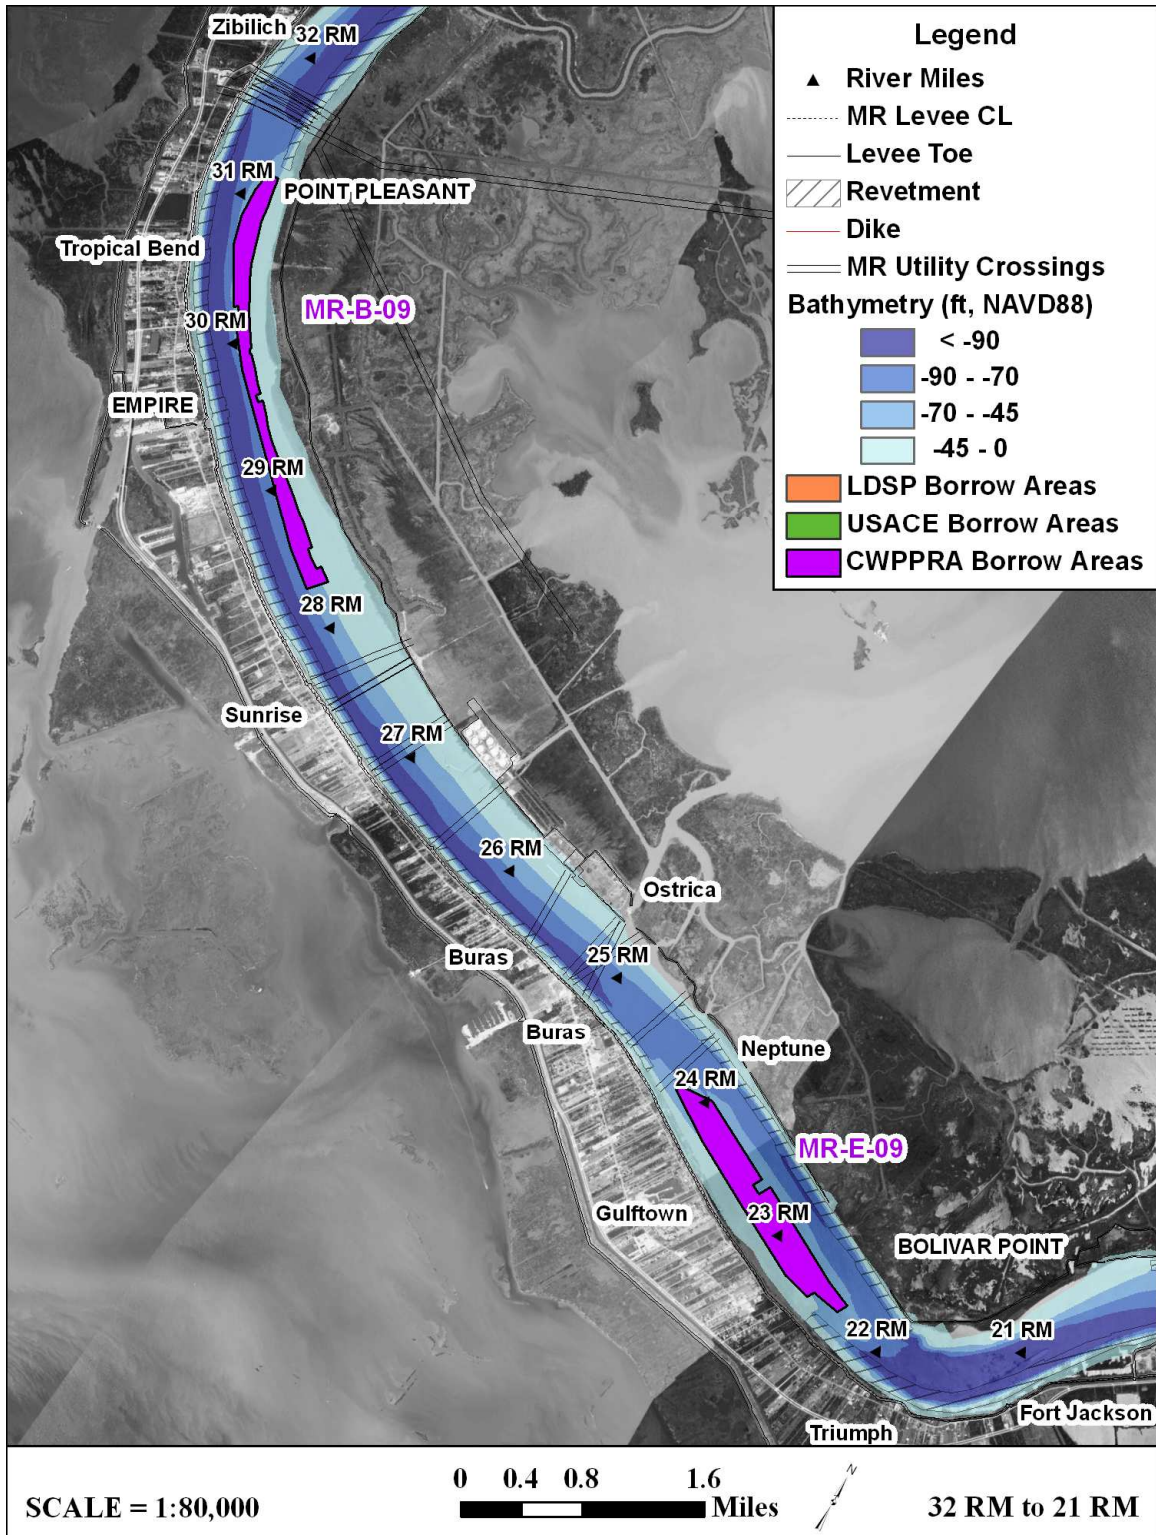 Zibilich
32 RM
31 RM
POINT PLEASANT
Tropical Bend
MR-B-09
30 RM
EMPIRE
29 RM
28 RM
Sunrise
27 RM
26 RM
Ostrica
Buras
25 RM
Buras
Neptune
24 RM
MR-E-09
Gulftown
23 RM
BOLIVAR POINT
22 RM
21 RM
Fort Jackson
Triumph
Legend
River Miles
MR Levee CL
Levee Toe
Revetment
Dike
MR Utility Crossings
Bathymetry (ft, NAVD88)
< -90
-90 - -70
-70 - -45
-45 - 0
LDSP Borrow Areas
USACE Borrow Areas
CWPPRA Borrow Areas
SCALE = 1:80,000
0 0.4 0.8 1.6
Miles
N
32 RM to 21 RM